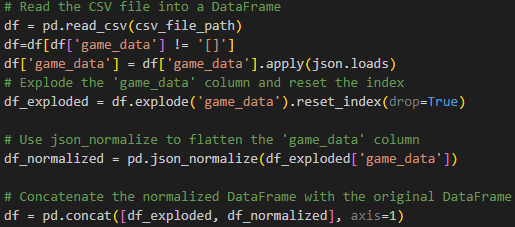 # Read the CSV file into a DataFrame
df = pd.read_csv(csv_file_path)
df=df[df['game_data'] != '[]']
df['game_data'] = df['game_data'].apply(json.loads)
# Explode the 'game_data' column and reset the index
df_exploded = df.explode('game_data').reset_index(drop=True)

# Use json_normalize to flatten the 'game_data' column
df_normalized = pd.json_normalize(df_exploded['game_data'])

# Concatenate the normalized DataFrame with the original DataFrame
df = pd.concat([df_exploded, df_normalized], axis=1)